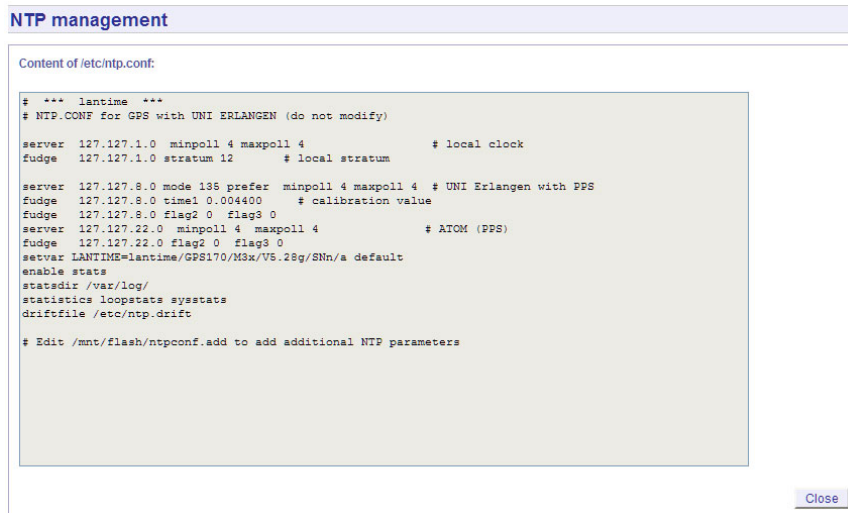 NTP management
Content of /etc/ntp.conf:
# *** lantime ***
# NTP.CONF for GPS with UNI ERLANGEN (do not modify)
server 127.127.1.0 minpoll 4 maxpoll 4 # local clock
fudge 127.127.1.0 stratum 12 # local stratum
server 127.127.8.0 mode 135 prefer minpoll 4 maxpoll 4 # UNI Erlangen with PPS
fudge 127.127.8.0 time1 0.004400 # calibration value
fudge 127.127.8.0 flag2 0 flag3 0
server 127.127.22.0 minpoll 4 maxpoll 4 # ATOM (PPS)
fudge 127.127.22.0 flag2 0 flag3 0
setvar LANTIME=lantime/GPS170/M3x/V5.28g/SNn/a default
enable stats
statsdir /var/log/
statistics loopstats sysstats
driftfile /etc/ntp.drift
# Edit /mnt/flash/ntpconf.add to add additional NTP parameters
Close